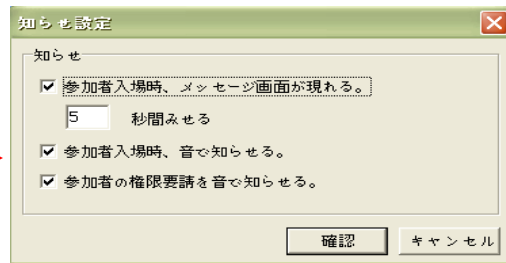 知らせ設定
知らせ
参加者入場時、メッセージ画面が現れる。
5 秒間みせる
参加者入場時、音で知らせる。
参加者の権限要請を音で知らせる。
確認 キャンセル